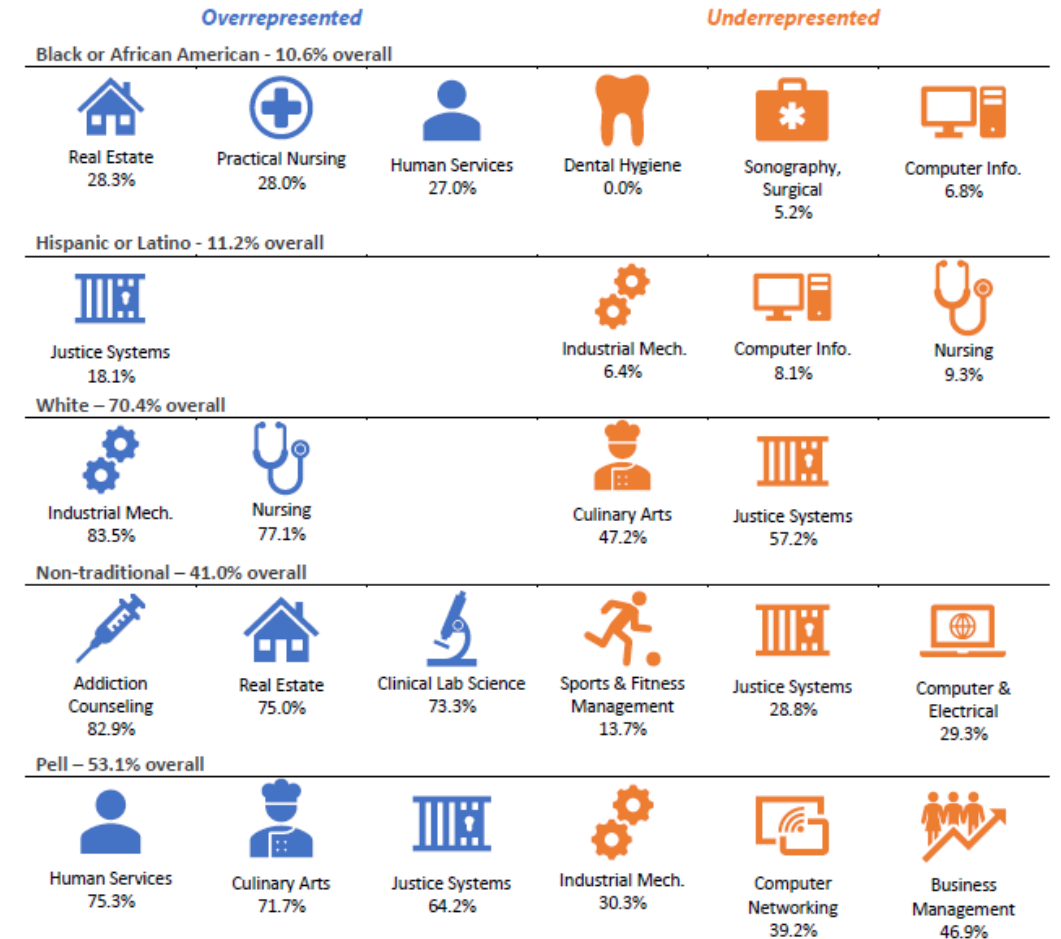 Overrepresented
Underrepresented
Black or African American - 10.6% overall
Real Estate
28.3%
Practical Nursing
28.0%
Human Services
27.0%
Dental Hygiene
0.0%
Sonography,
Surgical
5.2%
Computer Info.
6.8%
Hispanic or Latino - 11.2% overall
Justice Systems
18.1%
Industrial Mech.
6.4%
Computer Info.
8.1%
Nursing
9.3%
White – 70.4% overall
Industrial Mech.
83.5%
Nursing
77.1%
Culinary Arts
47.2%
Justice Systems
57.2%
Non-traditional – 41.0% overall
Addiction
Counseling
82.9%
Real Estate
75.0%
Clinical Lab Science
73.3%
Sports & Fitness
Management
13.7%
Justice Systems
28.8%
Computer &
Electrical
29.3%
Pell – 53.1% overall
Human Services
75.3%
Culinary Arts
71.7%
Justice Systems
64.2%
Industrial Mech.
30.3%
Computer
Networking
39.2%
Business
Management
46.9%